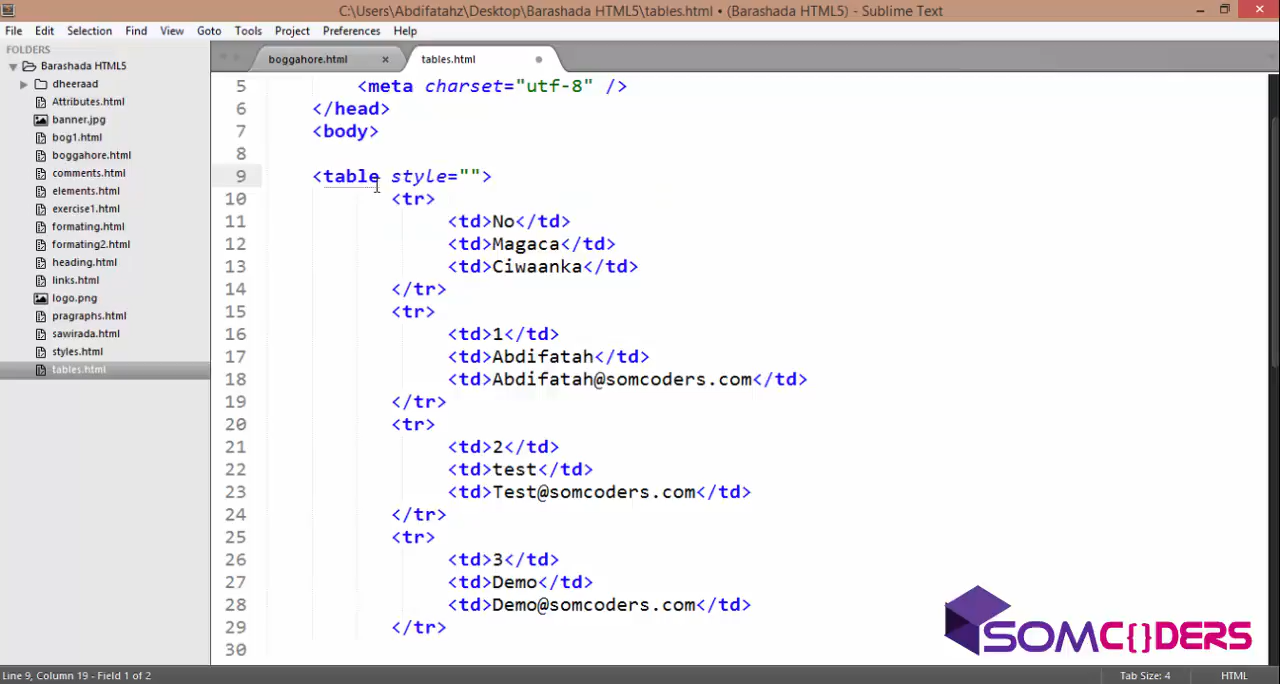 C:\Users\Abdifatahz\Desktop\Barashada HTML5\tables.html • (Barashada HTML5) - Sublime Text
File Edit Selection Find View Goto Tools Project Preferences Help
FOLDERS
Barashada HTML5
dheeraad
Attributes.html
banner.jpg
bog1.html
boggahore.html
comments.html
elements.html
exercise1.html
formating.html
formating2.html
heading.html
links.html
logo.png
pragraphs.html
sawirada.html
styles.html
tables.html
boggahore.html × tables.html
5 <meta charset="utf-8" />
6 </head>
7 <body>
8
9 <table style="">
10 <tr>
11 <td>No</td>
12 <td>Magaca</td>
13 <td>Ciwaanka</td>
14 </tr>
15 <tr>
16 <td>1</td>
17 <td>Abdifatah</td>
18 <td>Abdifatah@somcoders.com</td>
19 </tr>
20 <tr>
21 <td>2</td>
22 <td>test</td>
23 <td>Test@somcoders.com</td>
24 </tr>
25 <tr>
26 <td>3</td>
27 <td>Demo</td>
28 <td>Demo@somcoders.com</td>
29 </tr>
30
SOMC{}DERS
Line 9, Column 19 - Field 1 of 2 Tab Size: 4 HTML